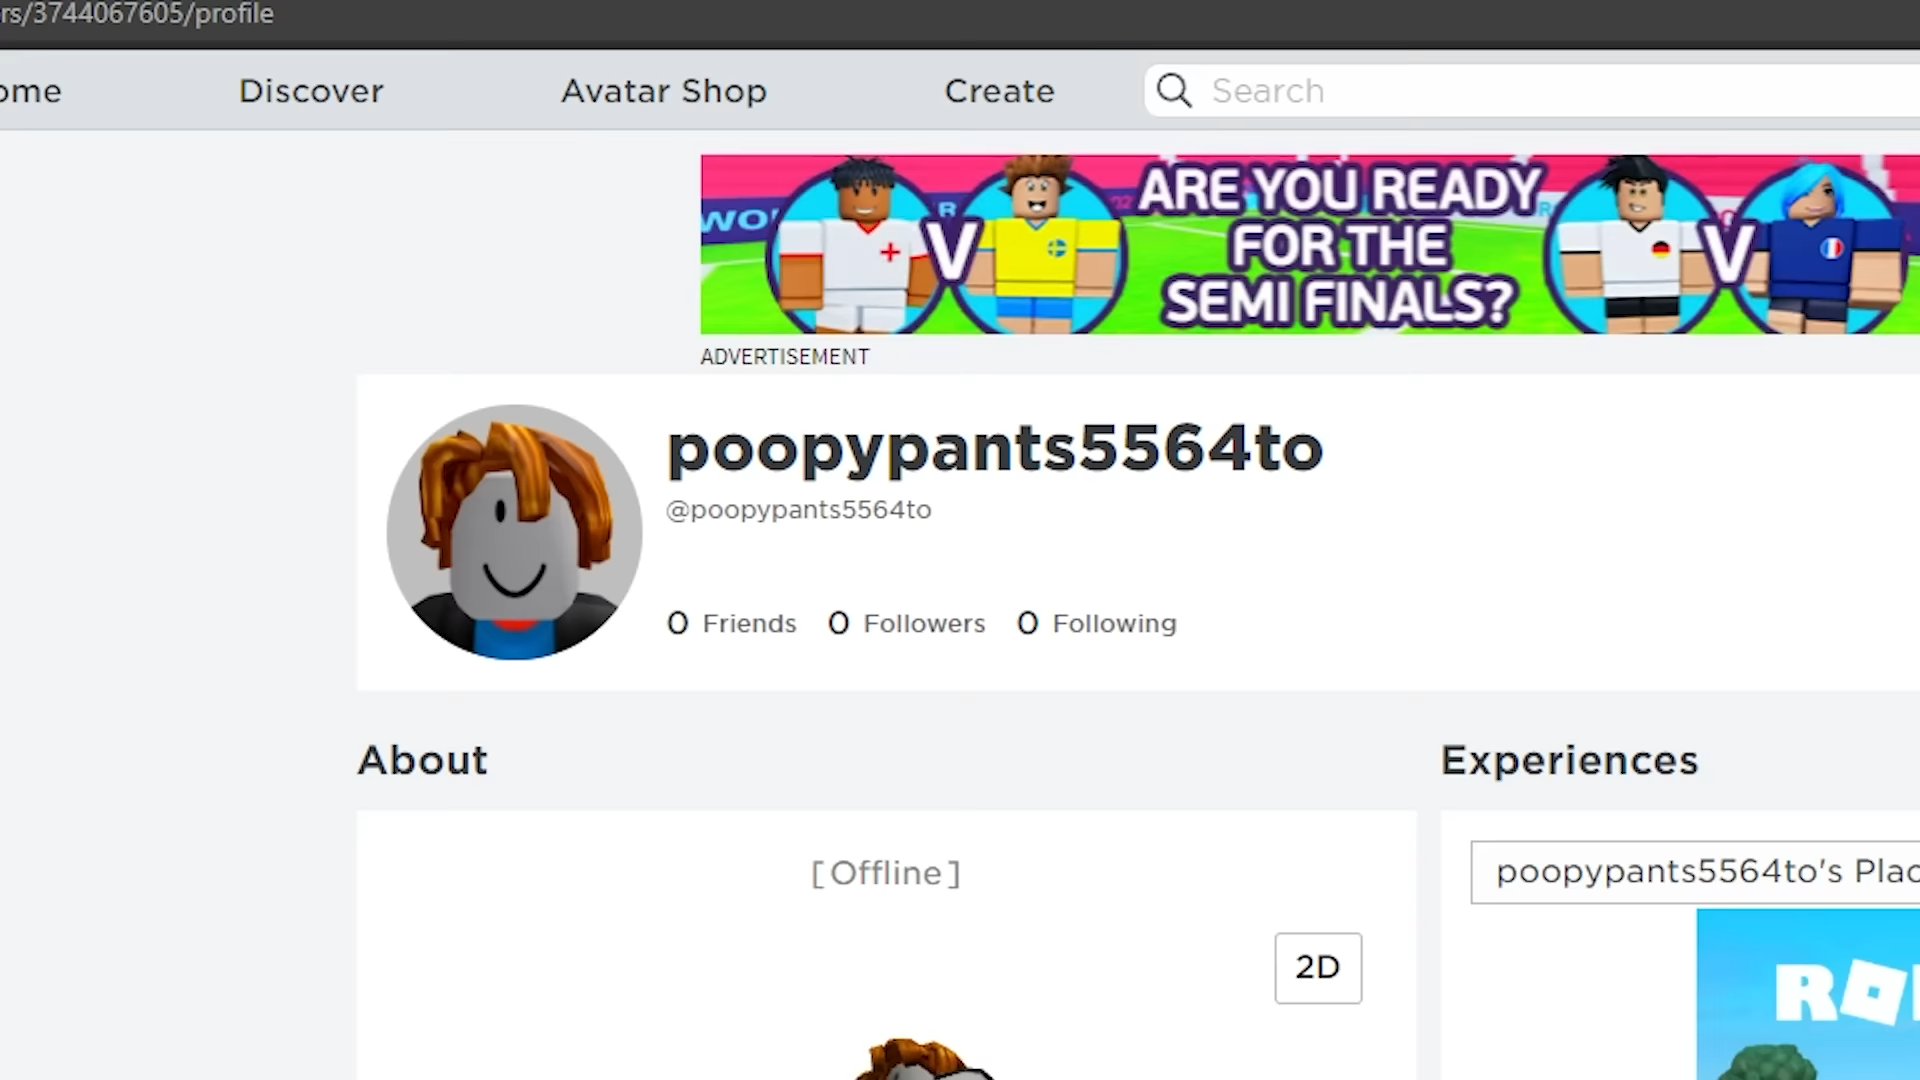 rs/3744067605/profile
ome Discover Avatar Shop Create Search
ARE YOU READY
FOR THE
SEMI FINALS?
V
V
ADVERTISEMENT
poopypants5564to
@poopypants5564to
0 Friends 0 Followers 0 Following
About
Experiences
[ Offline ]
poopypants5564to's Plac
2D
RO